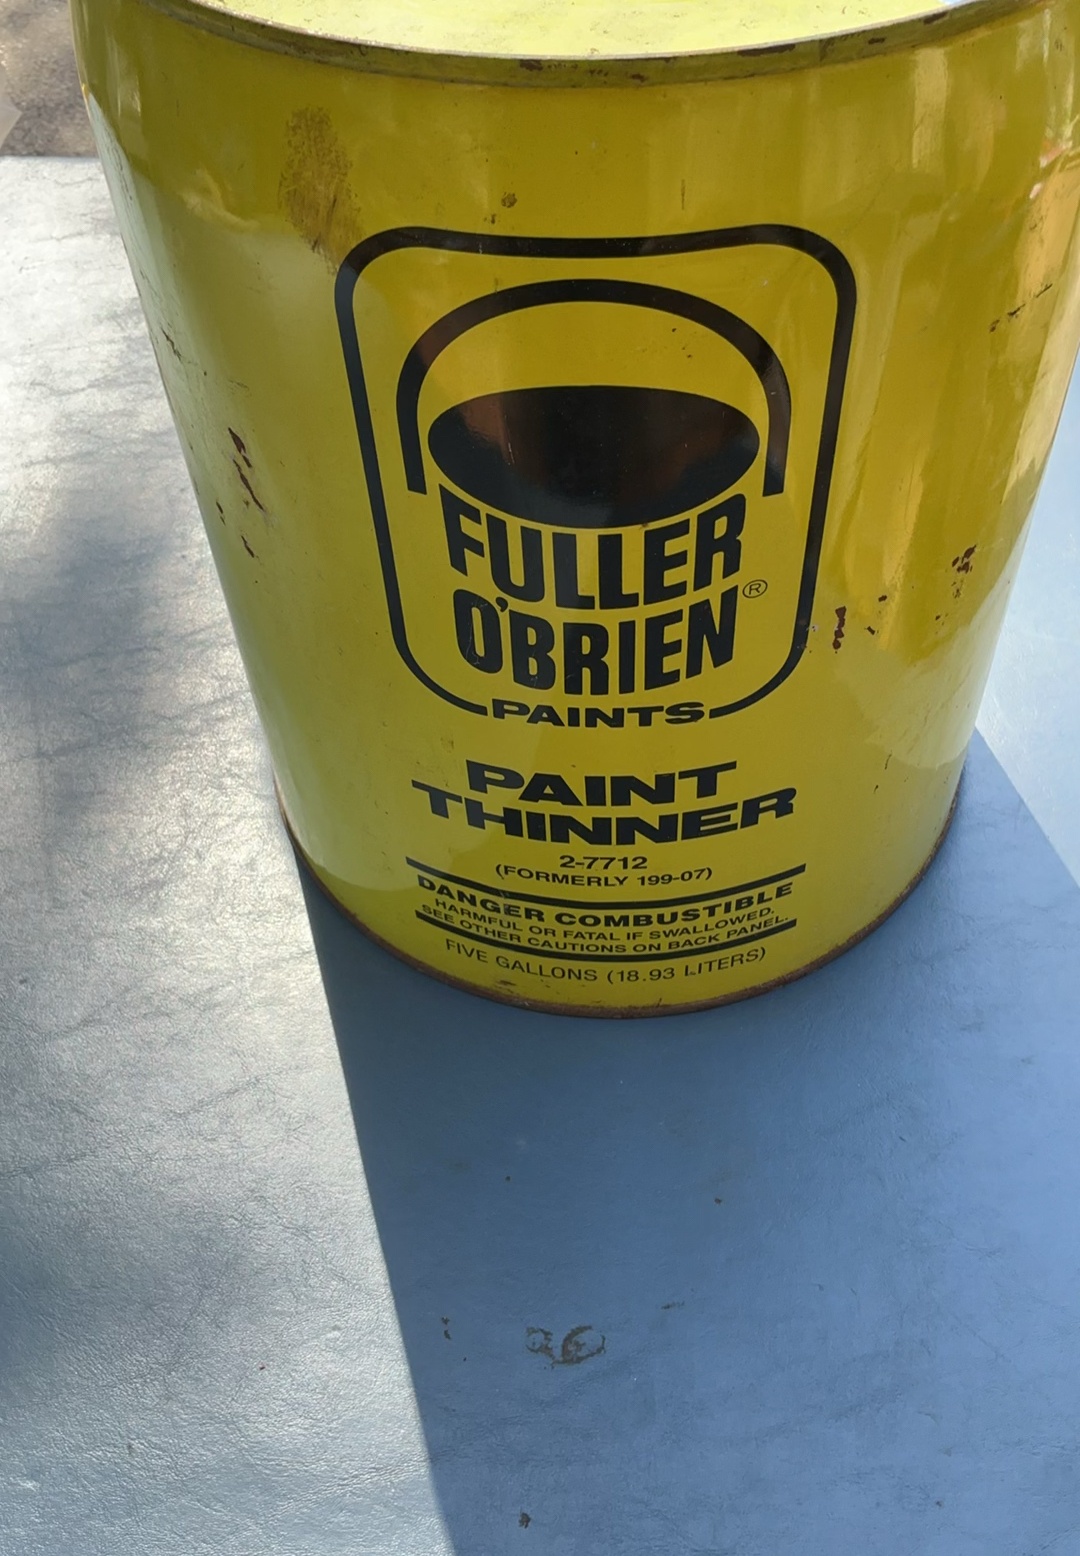 FULLER
O'BRIEN®
PAINTS
PAINT
THINNER
2-7712
(FORMERLY 199-07)
DANGER COMBUSTIBLE
HARMFUL OR FATAL IF SWALLOWED.
SEE OTHER CAUTIONS ON BACK PANEL.
FIVE GALLONS (18.93 LITERS)